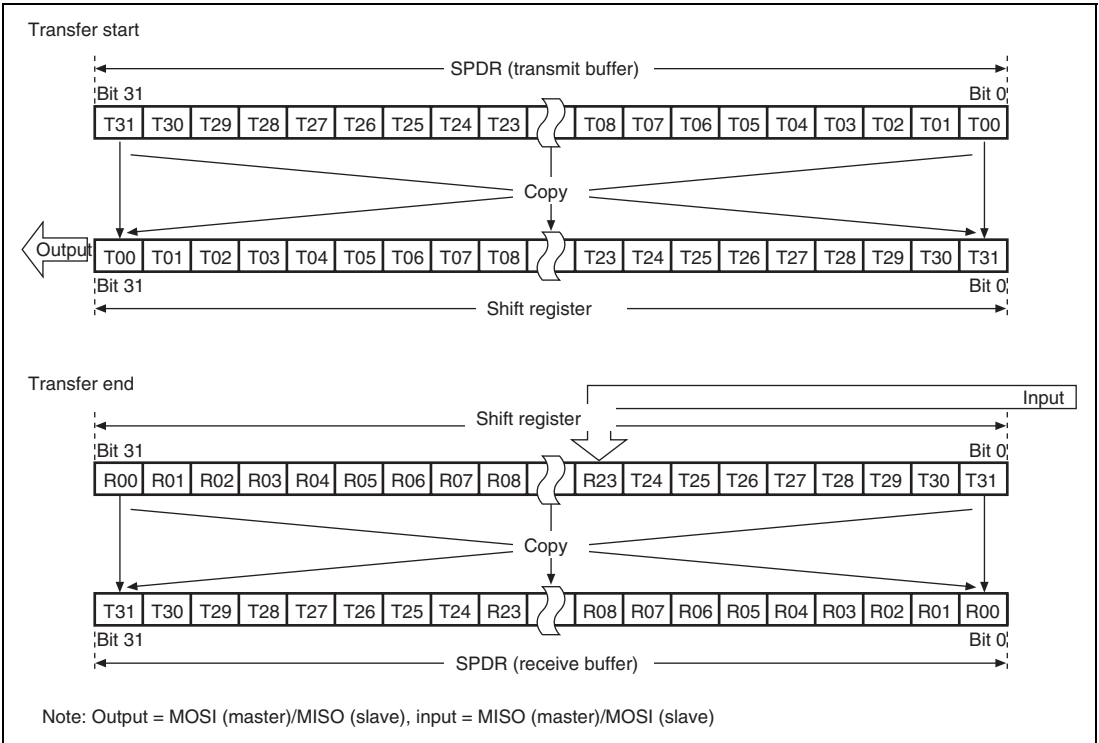 Transfer start
SPDR (transmit buffer)
Bit 31 Bit 0
T31 T30 T29 T28 T27 T26 T25 T24 T23 T08 T07 T06 T05 T04 T03 T02 T01 T00
Copy
Output T00 T01 T02 T03 T04 T05 T06 T07 T08 T23 T24 T25 T26 T27 T28 T29 T30 T31
Bit 31 Bit 0
Shift register
Transfer end
Input
Shift register
Bit 31 Bit 0
R00 R01 R02 R03 R04 R05 R06 R07 R08 R23 T24 T25 T26 T27 T28 T29 T30 T31
Copy
T31 T30 T29 T28 T27 T26 T25 T24 R23 R08 R07 R06 R05 R04 R03 R02 R01 R00
Bit 31 Bit 0
SPDR (receive buffer)
Note: Output = MOSI (master)/MISO (slave), input = MISO (master)/MOSI (slave)